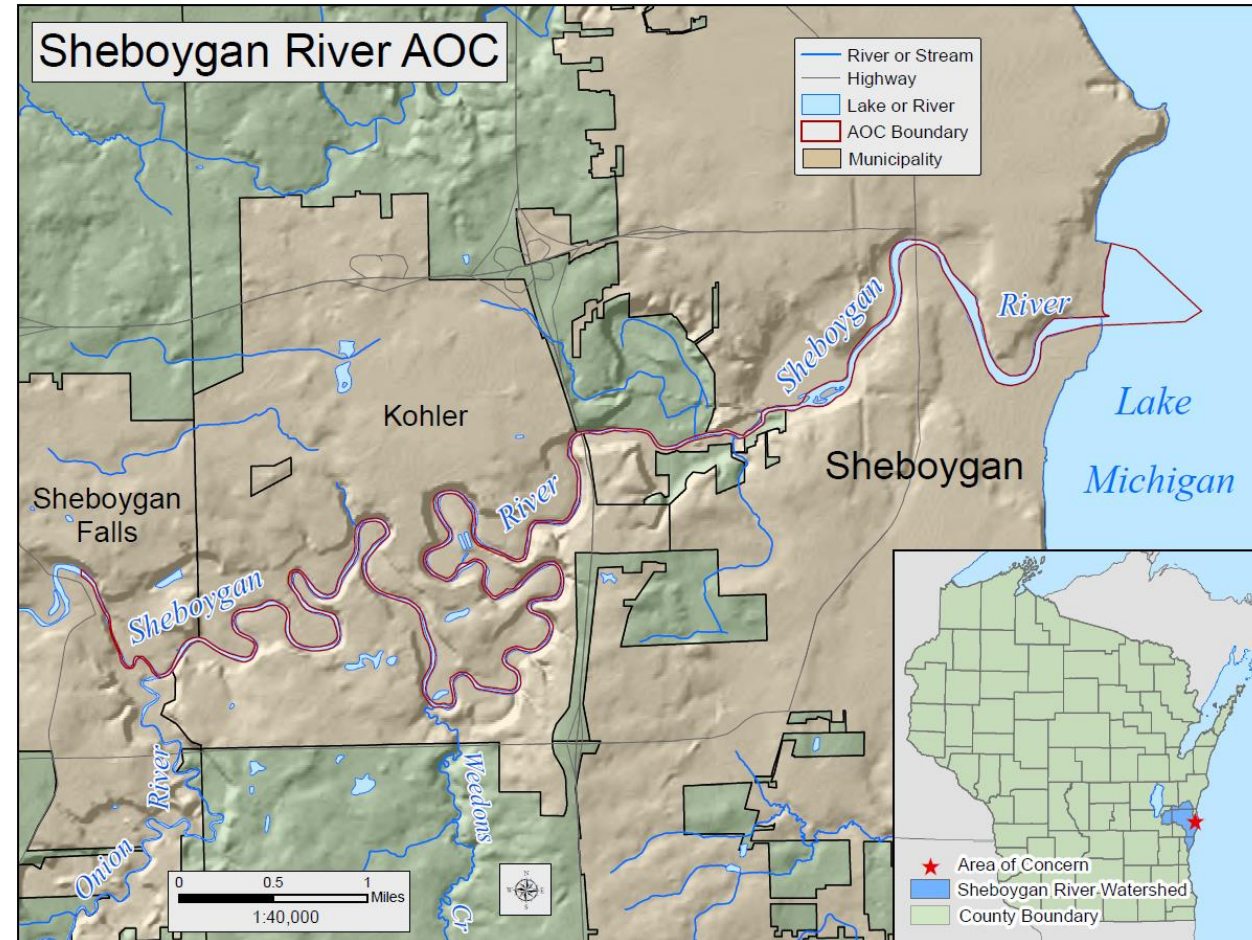 Sheboygan River AOC
River or Stream
Highway
Lake or River
AOC Boundary
Municipality
Sheboygan
River
Kohler
Lake
Michigan
Sheboygan
Sheboygan
Falls
River
Sheboygan
River
Onion
Weedons
Cr
0 0.5 1
Miles
1:40,000
N
W E
S
Area of Concern
Sheboygan River Watershed
County Boundary